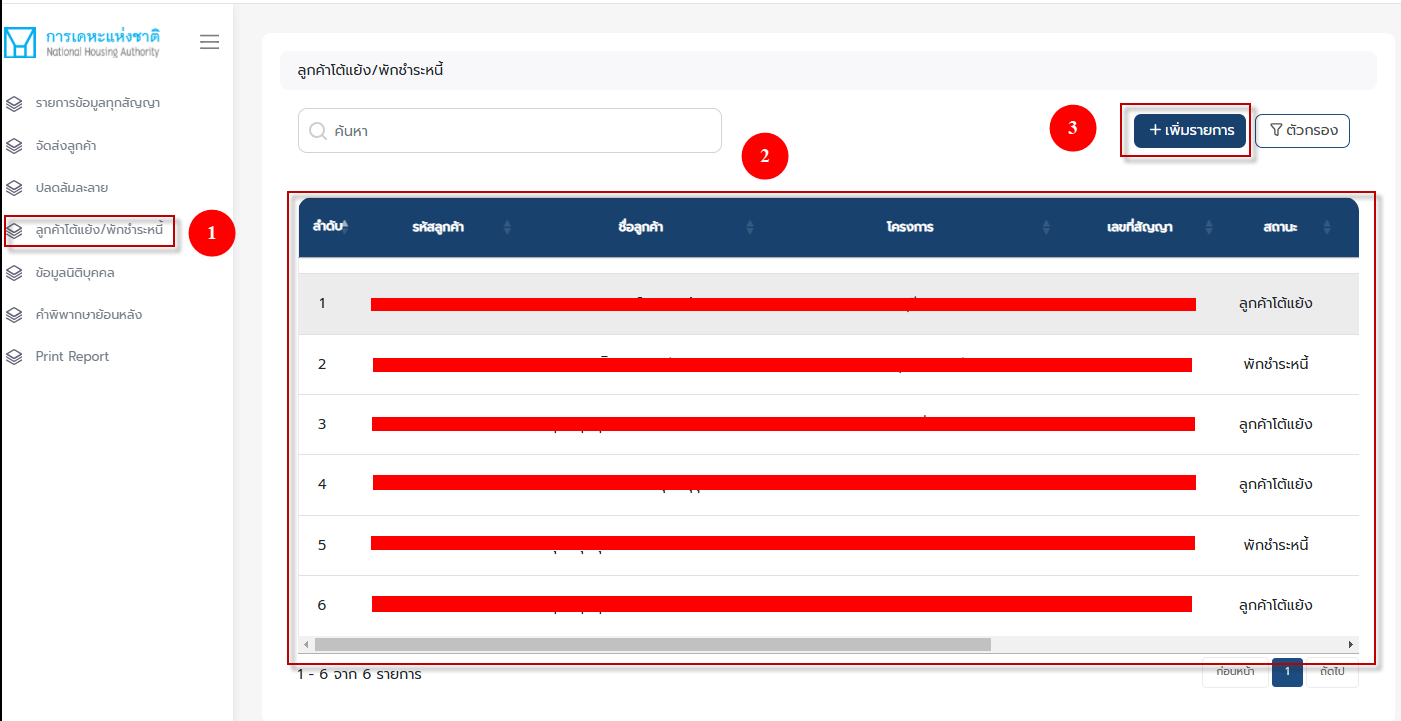 การเคหะแห่งชาติ
National Housing Authority
รายการข้อมูลทุกสัญญา
จัดส่งลูกค้า
ปลดล้มละลาย
ลูกค้าโต้แย้ง/พักชำระหนี้
1
ข้อมูลนิติบุคคล
คำพิพากษาย้อนหลัง
Print Report
ลูกค้าโต้แย้ง/พักชำระหนี้
ค้นหา
2
3
+ เพิ่มรายการ
ตัวกรอง
ลำดับ รหัสลูกค้า ชื่อลูกค้า โครงการ เลขที่สัญญา สถานะ
1 ลูกค้าโต้แย้ง
2 พักชำระหนี้
3 ลูกค้าโต้แย้ง
4 ลูกค้าโต้แย้ง
5 พักชำระหนี้
6 ลูกค้าโต้แย้ง
1 - 6 จาก 6 รายการ
ก่อนหน้า 1 ถัดไป